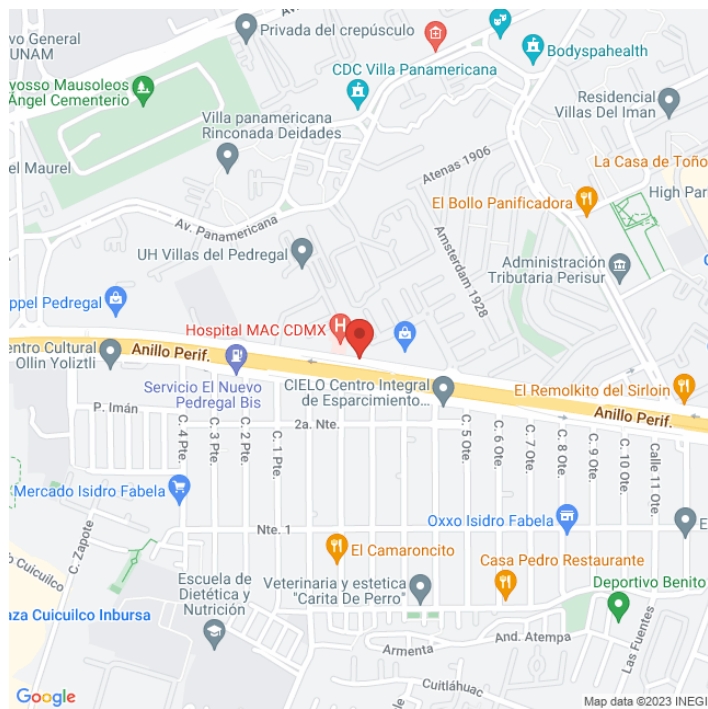 Av
Privada del crepúsculo
vo General
UNAM
Bodyspahealth
CDC Villa Panamericana
yosso Mausoleos
Ángel Cementerio
Residencial
Villas Del Iman
Villa panamericana
Rinconada Deidades
Atenas 1906
La Casa de Toño
el Maurel
El Bollo Panificadora
High Par
Av. Panamericana
UH Villas del Pedregal
Amsterdam 1928
Administración
Tributaria Perisur
oppel Pedregal
Hospital MAC CDMX
H
entro Cultural
Ollin Yoliztli
Anillo Perif.
Servicio El Nuevo
Pedregal Bis
CIELO Centro Integral
de Esparcimiento...
El Remolkito del Sirloin
Anillo Perif.
P. Imán
2a. Nte.
C. 4 Pte.
C. 3 Pte.
C. 2 Pte.
C. 1 Pte.
C. 5 Ote.
C. 6 Ote.
C. 7 Ote.
C. 8 Ote.
C. 9 Ote.
C. 10 Ote.
Calle 11 Ote.
Mercado Isidro Fabela
C. Zapote
Nte. 1
Oxxo Isidro Fabela
E
El Camaroncito
Casa Pedro Restaurante
o Cuicuilco
Escuela de
Dietética y
Nutrición
Veterinaria y estetica
"Carita De Perro"
Deportivo Benito
aza Cuicuilco Inbursa
And. Atempa
Las Fuentes
Armenta
Cuitláhuac
Google
Map data ©2023 INEGI